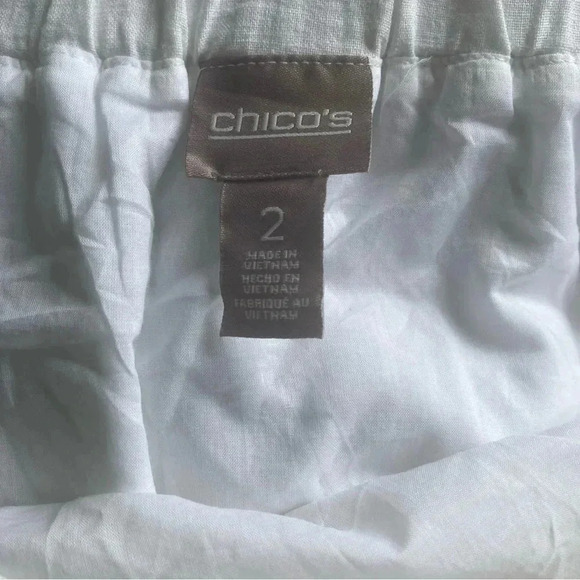 chico's
2
MADE IN
VIETNAM
HECHO EN
VIETNAM
FABRIQUÉ AU
VIETNAM